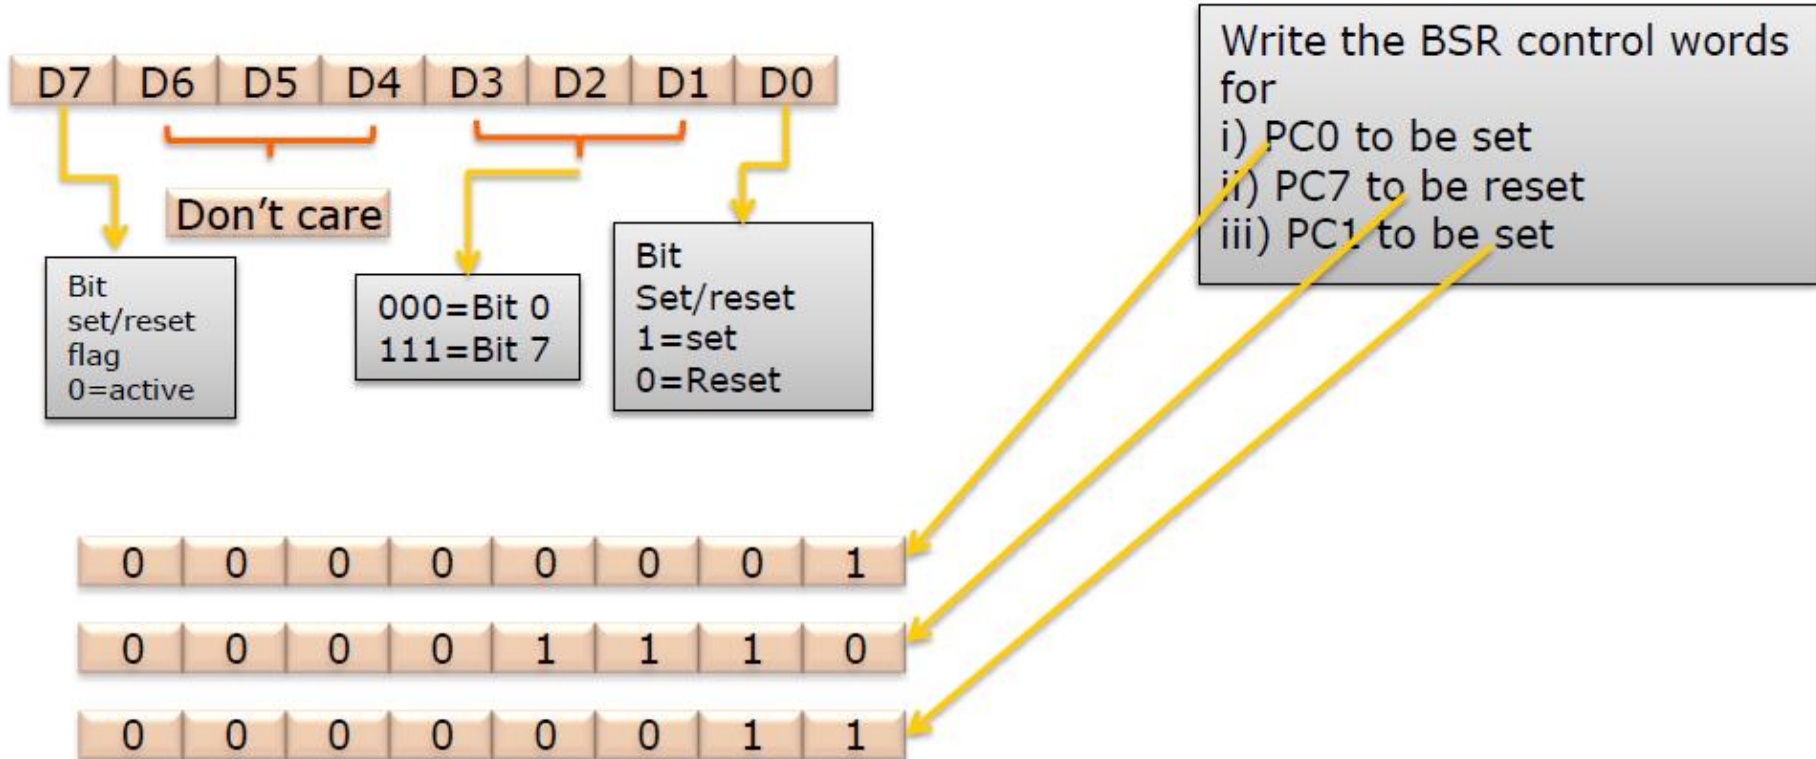 D7 D6 D5 D4 D3 D2 D1 D0
Don't care
Bit
set/reset
flag
0=active
000=Bit 0
111=Bit 7
Bit
Set/reset
1=set
0=Reset
Write the BSR control words
for
i) PC0 to be set
ii) PC7 to be reset
iii) PC1 to be set
0 0 0 0 0 0 0 1
0 0 0 0 1 1 1 0
0 0 0 0 0 0 1 1